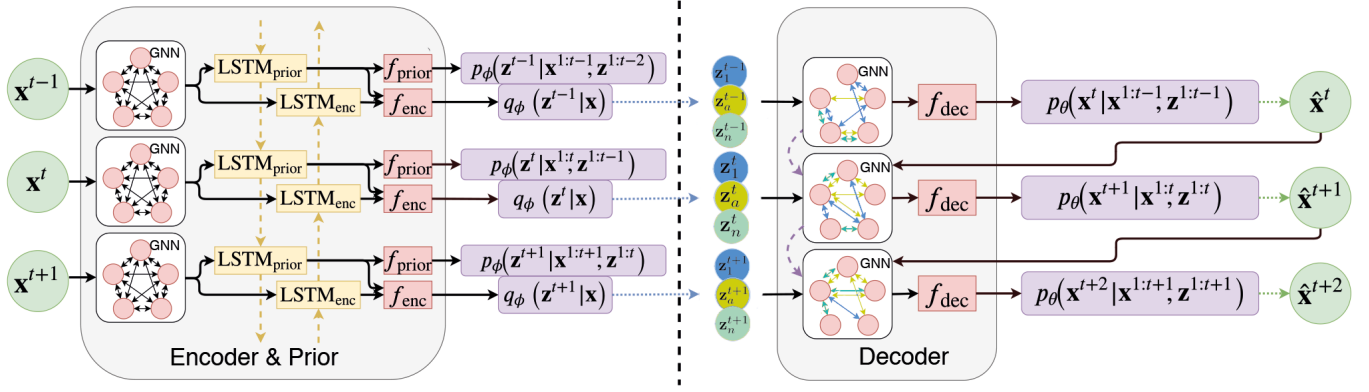 x^{t-1}
GNN
LSTM_prior
LSTM_enc
f_prior
f_enc
p_ϕ(z^{t-1}|x^{1:t-1}, z^{1:t-2})
q_ϕ (z^{t-1}|x)
x^t
GNN
LSTM_prior
LSTM_enc
f_prior
f_enc
p_ϕ(z^t|x^{1:t}, z^{1:t-1})
q_ϕ (z^t|x)
x^{t+1}
GNN
LSTM_prior
LSTM_enc
f_prior
f_enc
p_ϕ(z^{t+1}|x^{1:t+1}, z^{1:t})
q_ϕ (z^{t+1}|x)
Encoder & Prior
z_1^{t-1}
z_a^{t-1}
z_n^{t-1}
GNN
f_dec
p_θ(x^t|x^{1:t-1}, z^{1:t-1})
x̂^t
z_1^t
z_a^t
z_n^t
GNN
f_dec
p_θ(x^{t+1}|x^{1:t}, z^{1:t})
x̂^{t+1}
z_1^{t+1}
z_a^{t+1}
z_n^{t+1}
GNN
f_dec
p_θ(x^{t+2}|x^{1:t+1}, z^{1:t+1})
x̂^{t+2}
Decoder